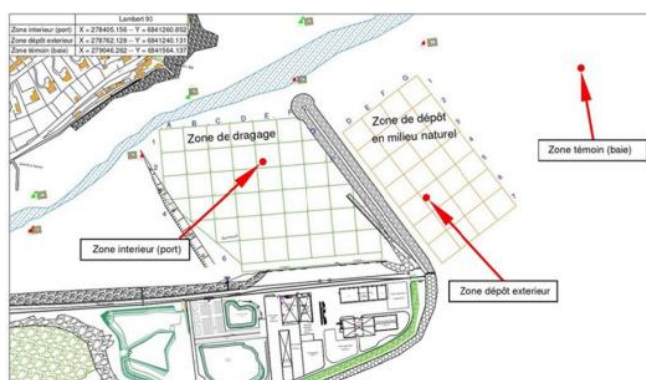 Lambert 93
Zone interieur (port) X = 278405.156 -- Y = 6841260.852
Zone dépôt exterieur X = 278762.128 -- Y = 6841240.131
Zone témoin (baie) X = 279046.262 -- Y = 6841564.137
A B C D E F
D E F G
Zone de dragage
Zone de dépôt
en milieu naturel
Zone témoin (baie)
Zone interieur (port)
Zone dépôt exterieur